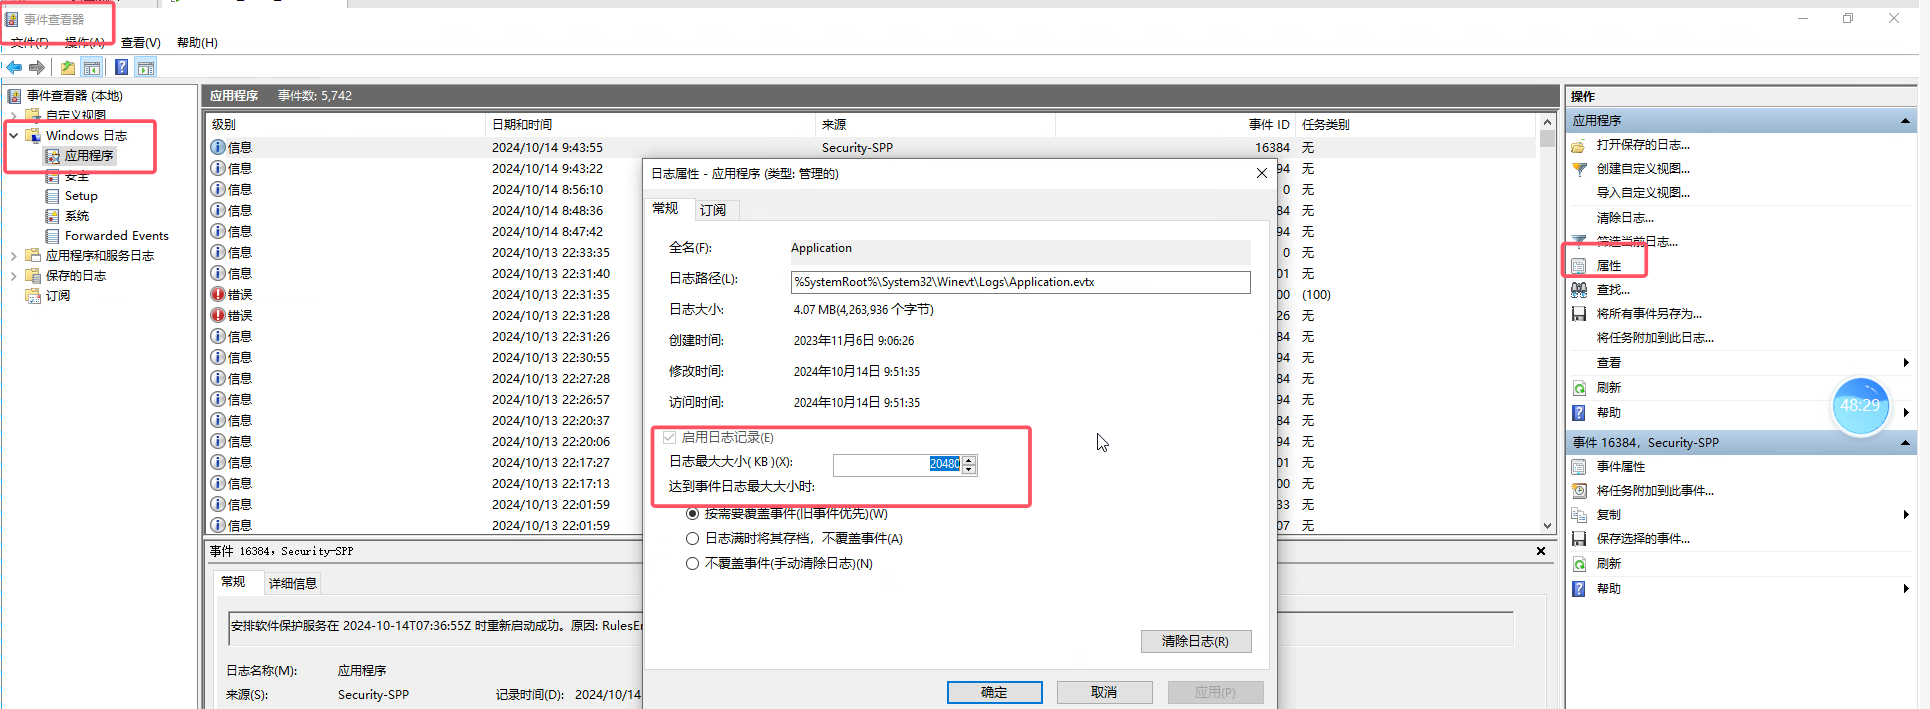 事件查看器
文件(F) 操作(A) 查看(V) 帮助(H)
事件查看器 (本地)
自定义视图
Windows 日志
应用程序
安全
Setup
系统
Forwarded Events
应用程序和服务日志
保存的日志
订阅
应用程序 事件数: 5,742
级别 日期和时间 来源 事件 ID 任务类别
信息 2024/10/14 9:43:55 Security-SPP 16384 无
信息 2024/10/14 9:43:22 94 无
信息 2024/10/14 8:56:10 0 无
信息 2024/10/14 8:48:36 84 无
信息 2024/10/14 8:47:42 94 无
信息 2024/10/13 22:33:35 0 无
信息 2024/10/13 22:31:40 01 无
错误 2024/10/13 22:31:35 00 (100)
错误 2024/10/13 22:31:28 26 无
信息 2024/10/13 22:31:26 84 无
信息 2024/10/13 22:30:55 94 无
信息 2024/10/13 22:27:28 84 无
信息 2024/10/13 22:26:57 94 无
信息 2024/10/13 22:20:37 84 无
信息 2024/10/13 22:20:06 94 无
信息 2024/10/13 22:17:27 01 无
信息 2024/10/13 22:17:13 00 无
信息 2024/10/13 22:01:59 33 无
信息 2024/10/13 22:01:59 07 无
事件 16384, Security-SPP
常规 详细信息
安排软件保护服务在 2024-10-14T07:36:55Z 时重新启动成功。原因: RulesE
日志名称(M): 应用程序
来源(S): Security-SPP 记录时间(D): 2024/10/14
日志属性 - 应用程序 (类型: 管理的)
常规 订阅
全名(F): Application
日志路径(L): %SystemRoot%\System32\Winevt\Logs\Application.evtx
日志大小: 4.07 MB(4,263,936 个字节)
创建时间: 2023年11月6日 9:06:26
修改时间: 2024年10月14日 9:51:35
访问时间: 2024年10月14日 9:51:35
启用日志记录(E)
日志最大大小( KB )(X): 20480
达到事件日志最大大小时:
按需要覆盖事件(旧事件优先)(W)
日志满时将其存档，不覆盖事件(A)
不覆盖事件(手动清除日志)(N)
清除日志(R)
确定 取消 应用(P)
操作
应用程序
打开保存的日志...
创建自定义视图...
导入自定义视图...
清除日志...
筛选当前日志...
属性
查找...
将所有事件另存为...
将任务附加到此日志...
查看
刷新
帮助
48:29
事件 16384, Security-SPP
事件属性
将任务附加到此事件...
复制
保存选择的事件...
刷新
帮助